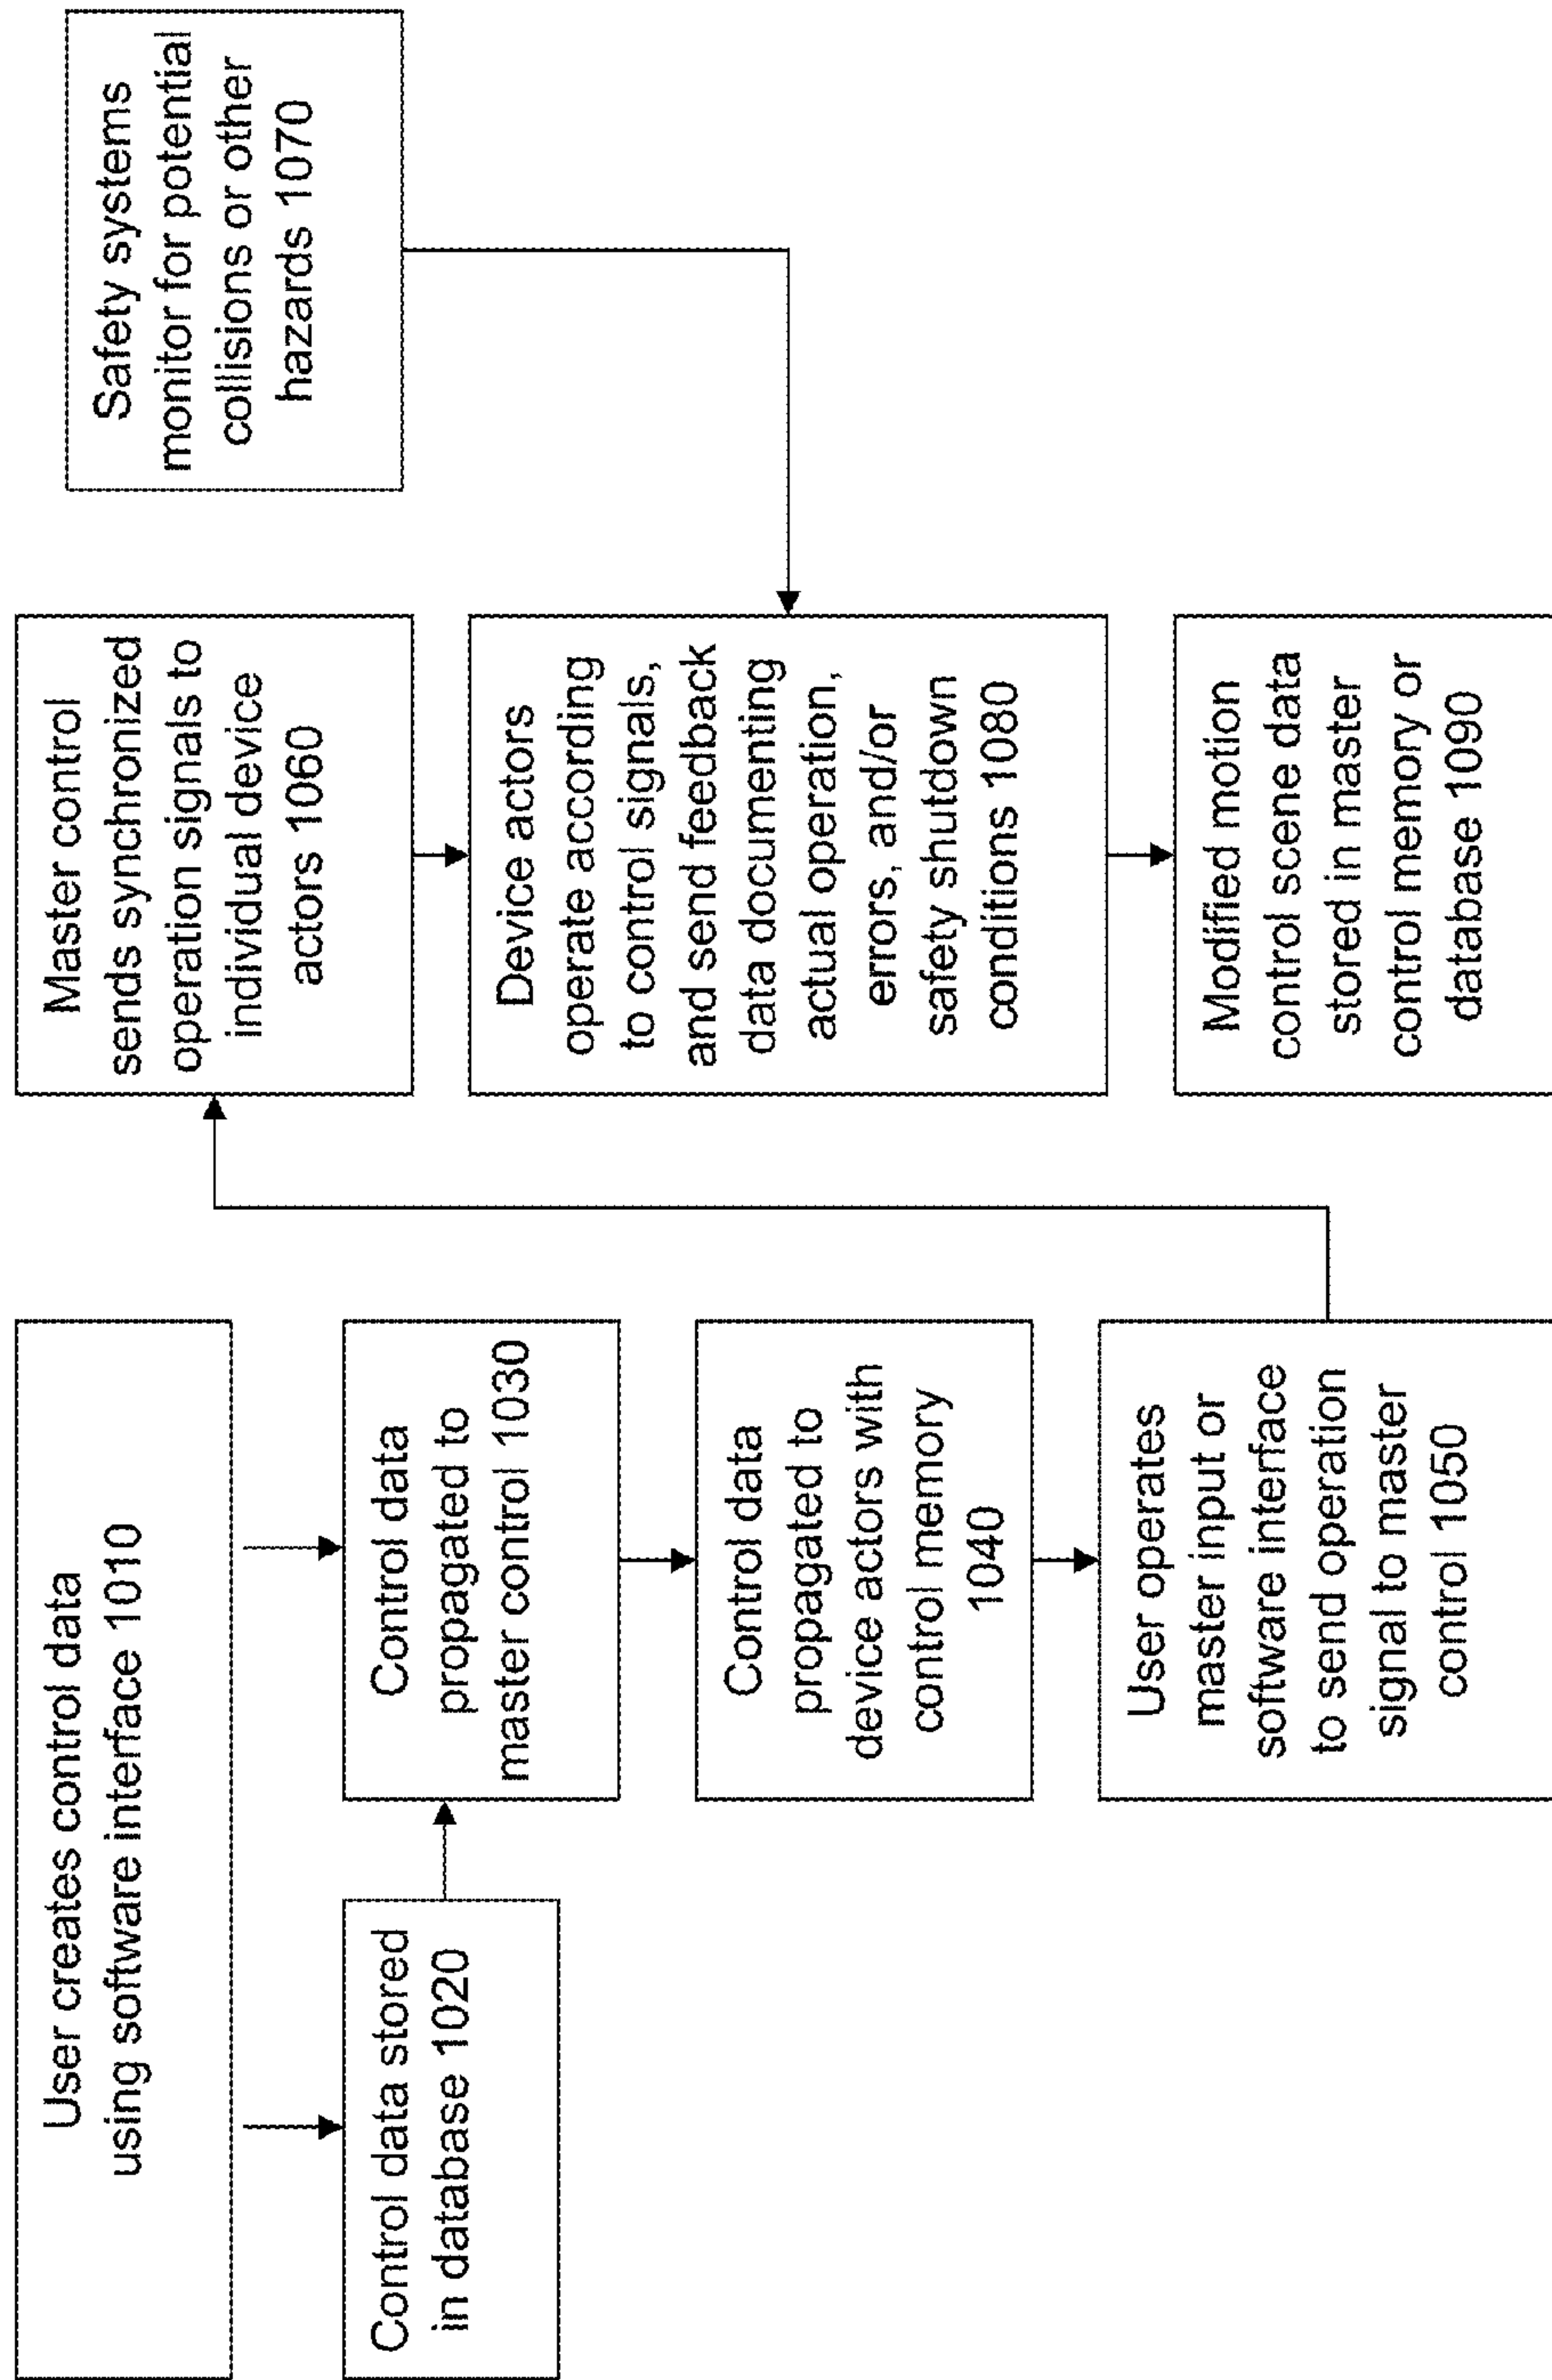 User creates control data
using software interface 1010
Control data stored
in database 1020
Control data
propagated to
master control 1030
Control data
propagated to
device actors with
control memory
1040
User operates
master input or
software interface
to send operation
signal to master
control 1050
Master control
sends synchronized
operation signals to
individual device
actors 1060
Safety systems
monitor for potential
collisions or other
hazards 1070
Device actors
operate according
to control signals,
and send feedback
data documenting
actual operation,
errors, and/or
safety shutdown
conditions 1080
Modified motion
control scene data
stored in master
control memory or
database 1090